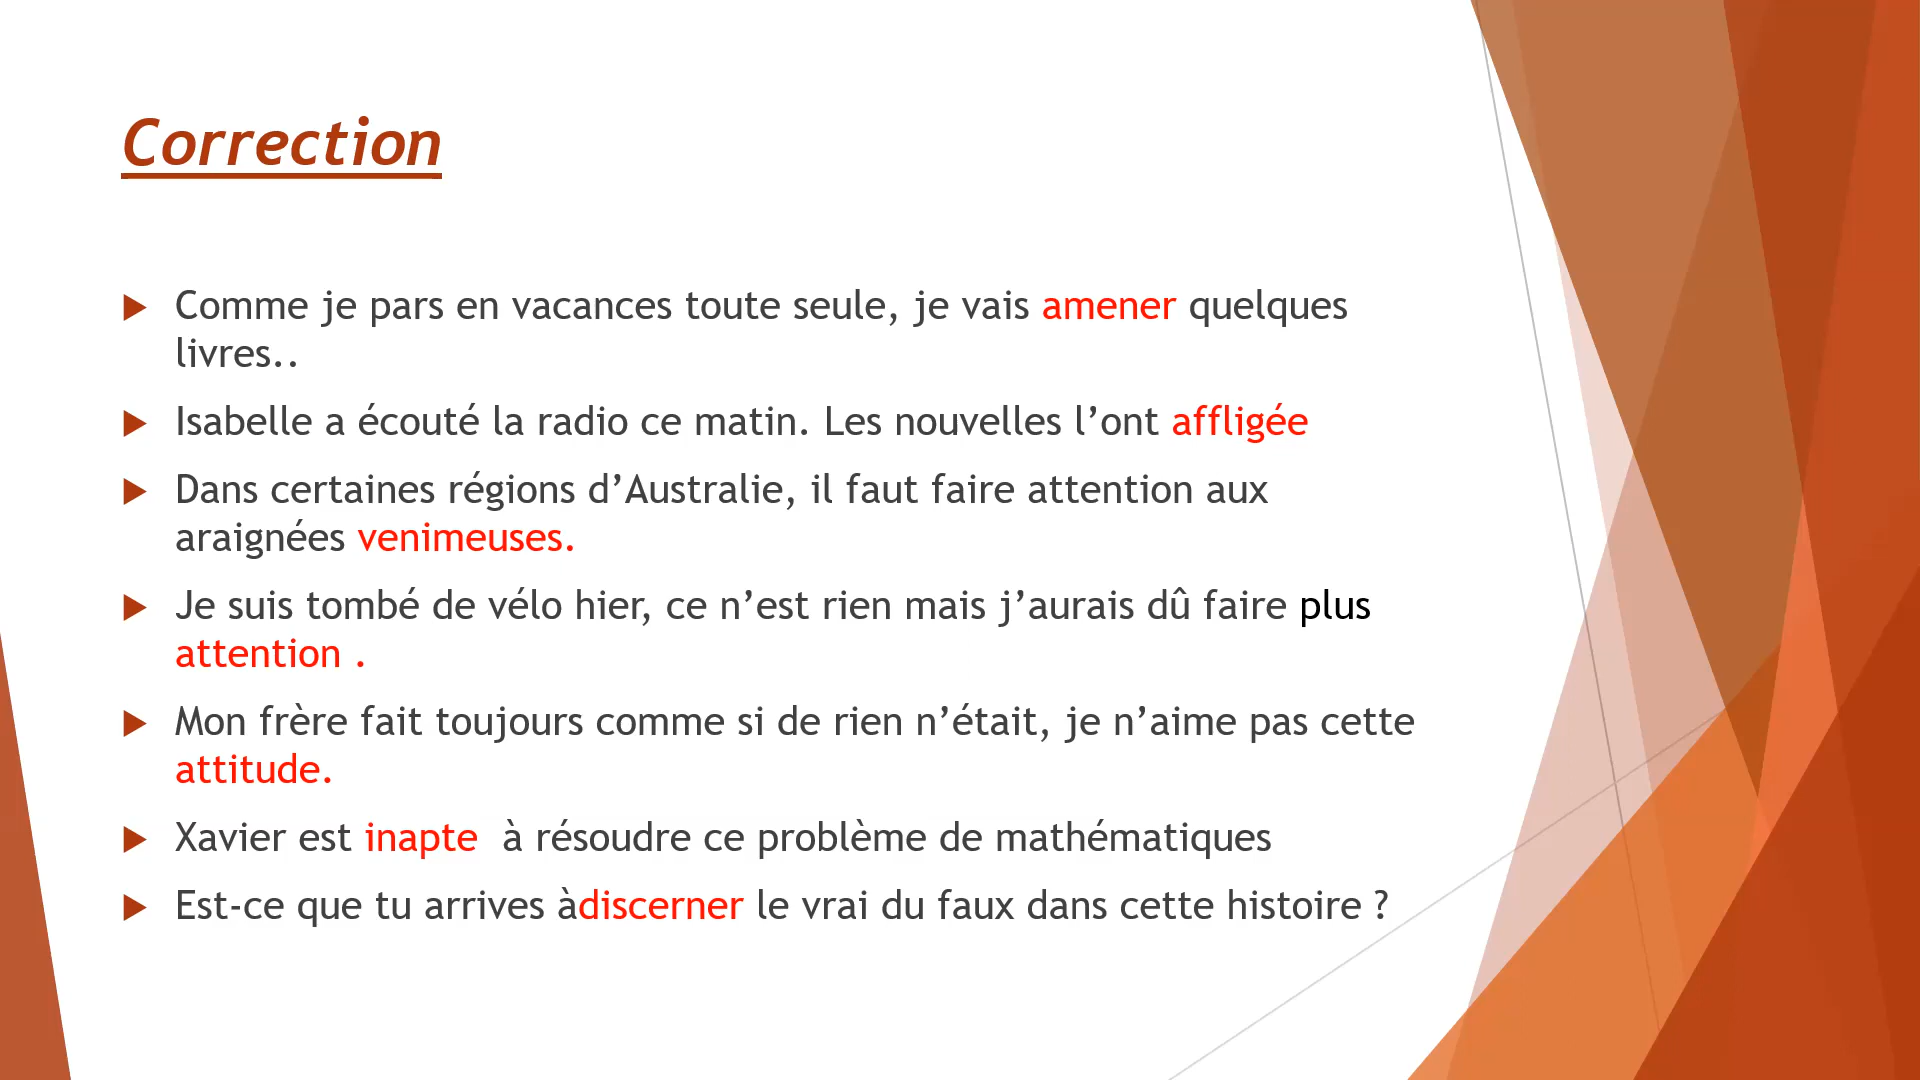 Correction
Comme je pars en vacances toute seule, je vais amener quelques
livres..
Isabelle a écouté la radio ce matin. Les nouvelles l’ont affligée
Dans certaines régions d’Australie, il faut faire attention aux
araignées venimeuses.
Je suis tombé de vélo hier, ce n’est rien mais j’aurais dû faire plus
attention .
Mon frère fait toujours comme si de rien n’était, je n’aime pas cette
attitude.
Xavier est inapte  à résoudre ce problème de mathématiques
Est-ce que tu arrives àdiscerner le vrai du faux dans cette histoire ?